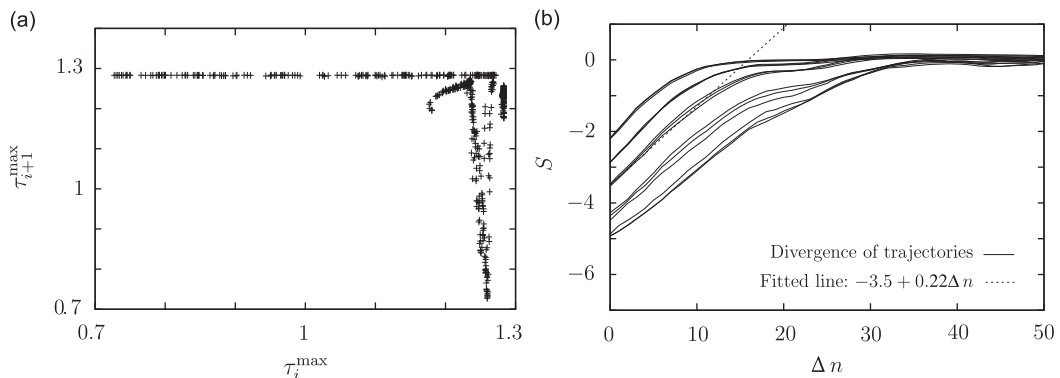 (a)
1.3
1
0.7
0.7
1
1.3
τ_i^max
τ_{i+1}^max
(b)
0
−2
−4
−6
0
10
20
30
40
50
S
Δ n
Divergence of trajectories
Fitted line: −3.5 + 0.22Δ n